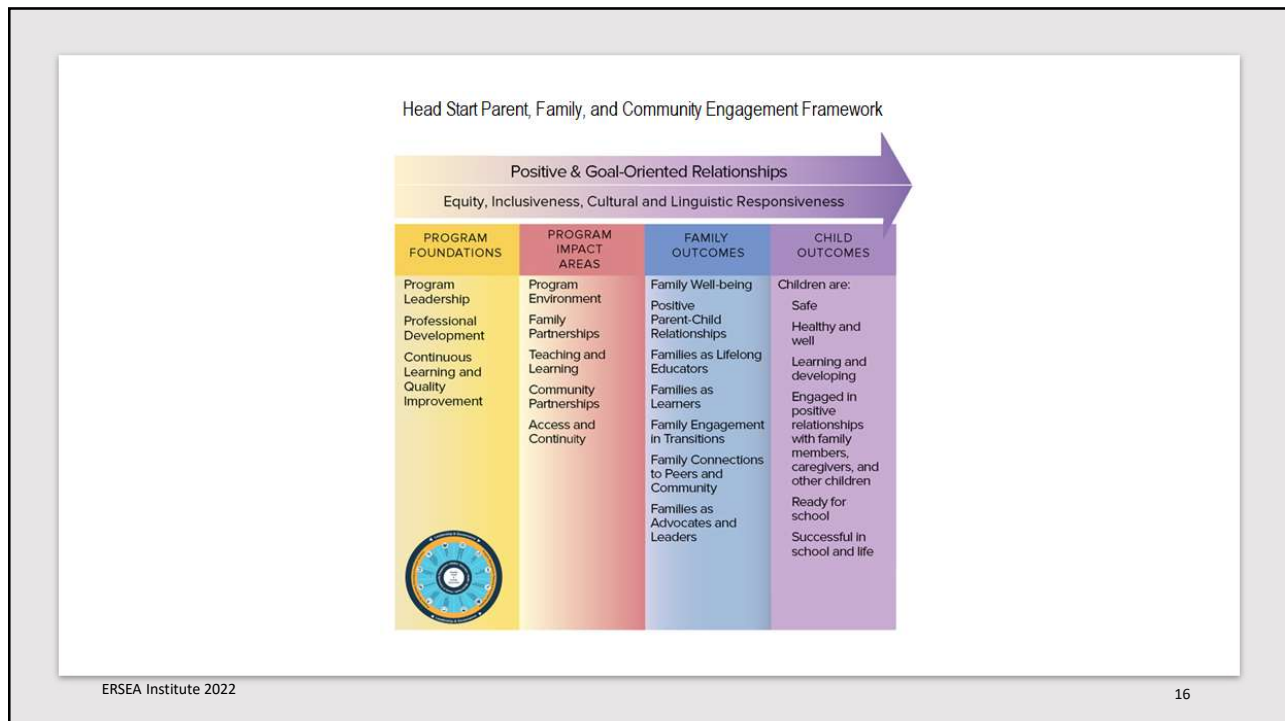 Head Start Parent, Family, and Community Engagement Framework
Positive & Goal-Oriented Relationships
Equity, Inclusiveness, Cultural and Linguistic Responsiveness
PROGRAM
FOUNDATIONS
Program
Leadership
Professional
Development
Continuous
Learning and
Quality
Improvement
PROGRAM
IMPACT
AREAS
Program
Environment
Family
Partnerships
Teaching and
Learning
Community
Partnerships
Access and
Continuity
FAMILY
OUTCOMES
Family Well-being
Positive
Parent-Child
Relationships
Families as Lifelong
Educators
Families as
Learners
Family Engagement
in Transitions
Family Connections
to Peers and
Community
Families as
Advocates and
Leaders
CHILD
OUTCOMES
Children are:
Safe
Healthy and
well
Learning and
developing
Engaged in
positive
relationships
with family
members,
caregivers, and
other children
Ready for
school
Successful in
school and life
ERSEA Institute 2022
16